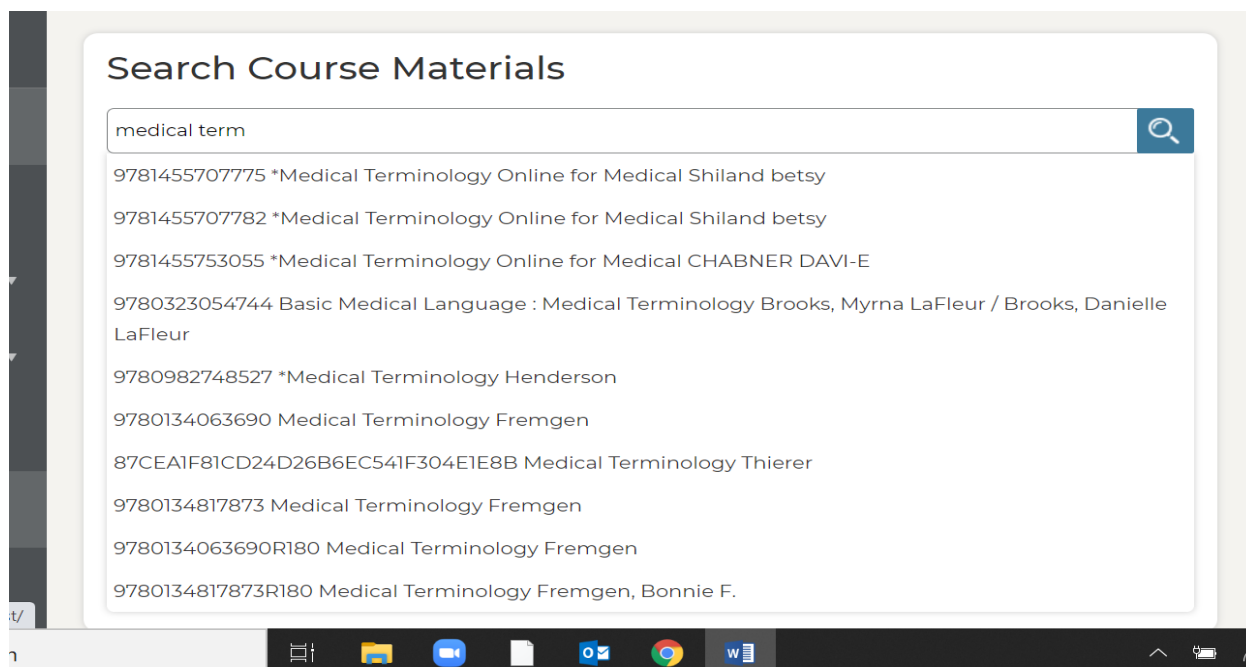 Search Course Materials
medical term
9781455707775 *Medical Terminology Online for Medical Shiland betsy
9781455707782 *Medical Terminology Online for Medical Shiland betsy
9781455753055 *Medical Terminology Online for Medical CHABNER DAVI-E
9780323054744 Basic Medical Language : Medical Terminology Brooks, Myrna LaFleur / Brooks, Danielle
LaFleur
9780982748527 *Medical Terminology Henderson
9780134063690 Medical Terminology Fremgen
87CEA1F81CD24D26B6EC541F304E1E8B Medical Terminology Thierer
9780134817873 Medical Terminology Fremgen
9780134063690R180 Medical Terminology Fremgen
9780134817873R180 Medical Terminology Fremgen, Bonnie F.
t/
n